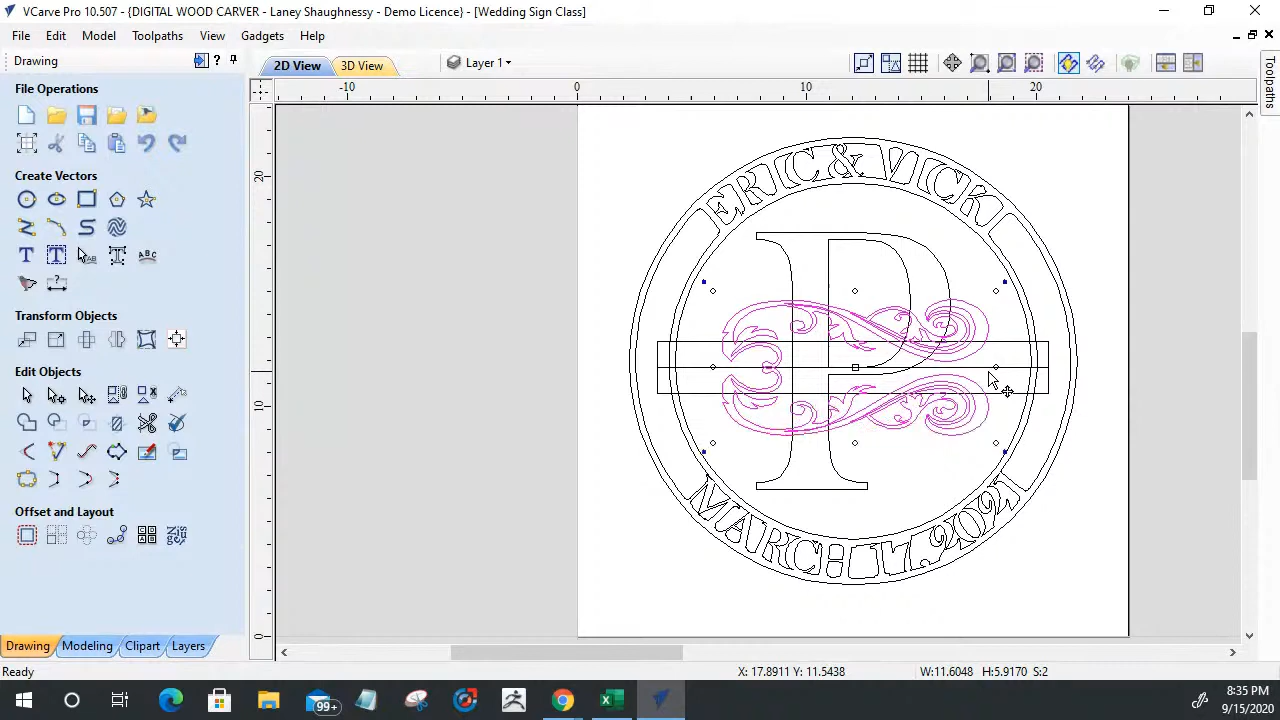 VCarve Pro 10.507 - {DIGITAL WOOD CARVER - Laney Shaughnessy - Demo Licence} - [Wedding Sign Class]
File Edit Model Toolpaths View Gadgets Help
Drawing
2D View
3D View
Layer 1
File Operations
Create Vectors
Transform Objects
Edit Objects
Offset and Layout
-10 0 10 20
20
10
0
ERIC & VICKI
P
Toolpaths
Drawing Modeling Clipart Layers
Ready
X: 17.8911 Y: 11.5438
W:11.6048 H:5.9170 S:2
99+
8:35 PM
9/15/2020